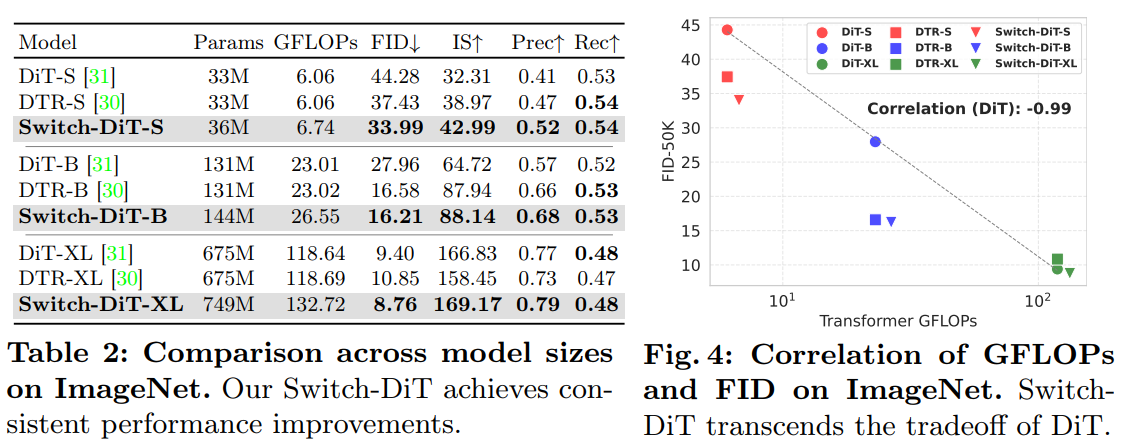 Model Params GFLOPs FID↓ IS↑ Prec↑ Rec↑
DiT-S [31] 33M 6.06 44.28 32.31 0.41 0.53
DTR-S [30] 33M 6.06 37.43 38.97 0.47 0.54
Switch-DiT-S 36M 6.74 33.99 42.99 0.52 0.54
DiT-B [31] 131M 23.01 27.96 64.72 0.57 0.52
DTR-B [30] 131M 23.02 16.58 87.94 0.66 0.53
Switch-DiT-B 144M 26.55 16.21 88.14 0.68 0.53
DiT-XL [31] 675M 118.64 9.40 166.83 0.77 0.48
DTR-XL [30] 675M 118.69 10.85 158.45 0.73 0.47
Switch-DiT-XL 749M 132.72 8.76 169.17 0.79 0.48
Table 2: Comparison across model sizes
on ImageNet. Our Switch-DiT achieves con-
sistent performance improvements.
45
40
35
30
25
20
15
10
FID-50K
DiT-S DTR-S Switch-DiT-S
DiT-B DTR-B Switch-DiT-B
DiT-XL DTR-XL Switch-DiT-XL
Correlation (DiT): -0.99
10¹ 10²
Transformer GFLOPs
Fig. 4: Correlation of GFLOPs
and FID on ImageNet. Switch-
DiT transcends the tradeoff of DiT.